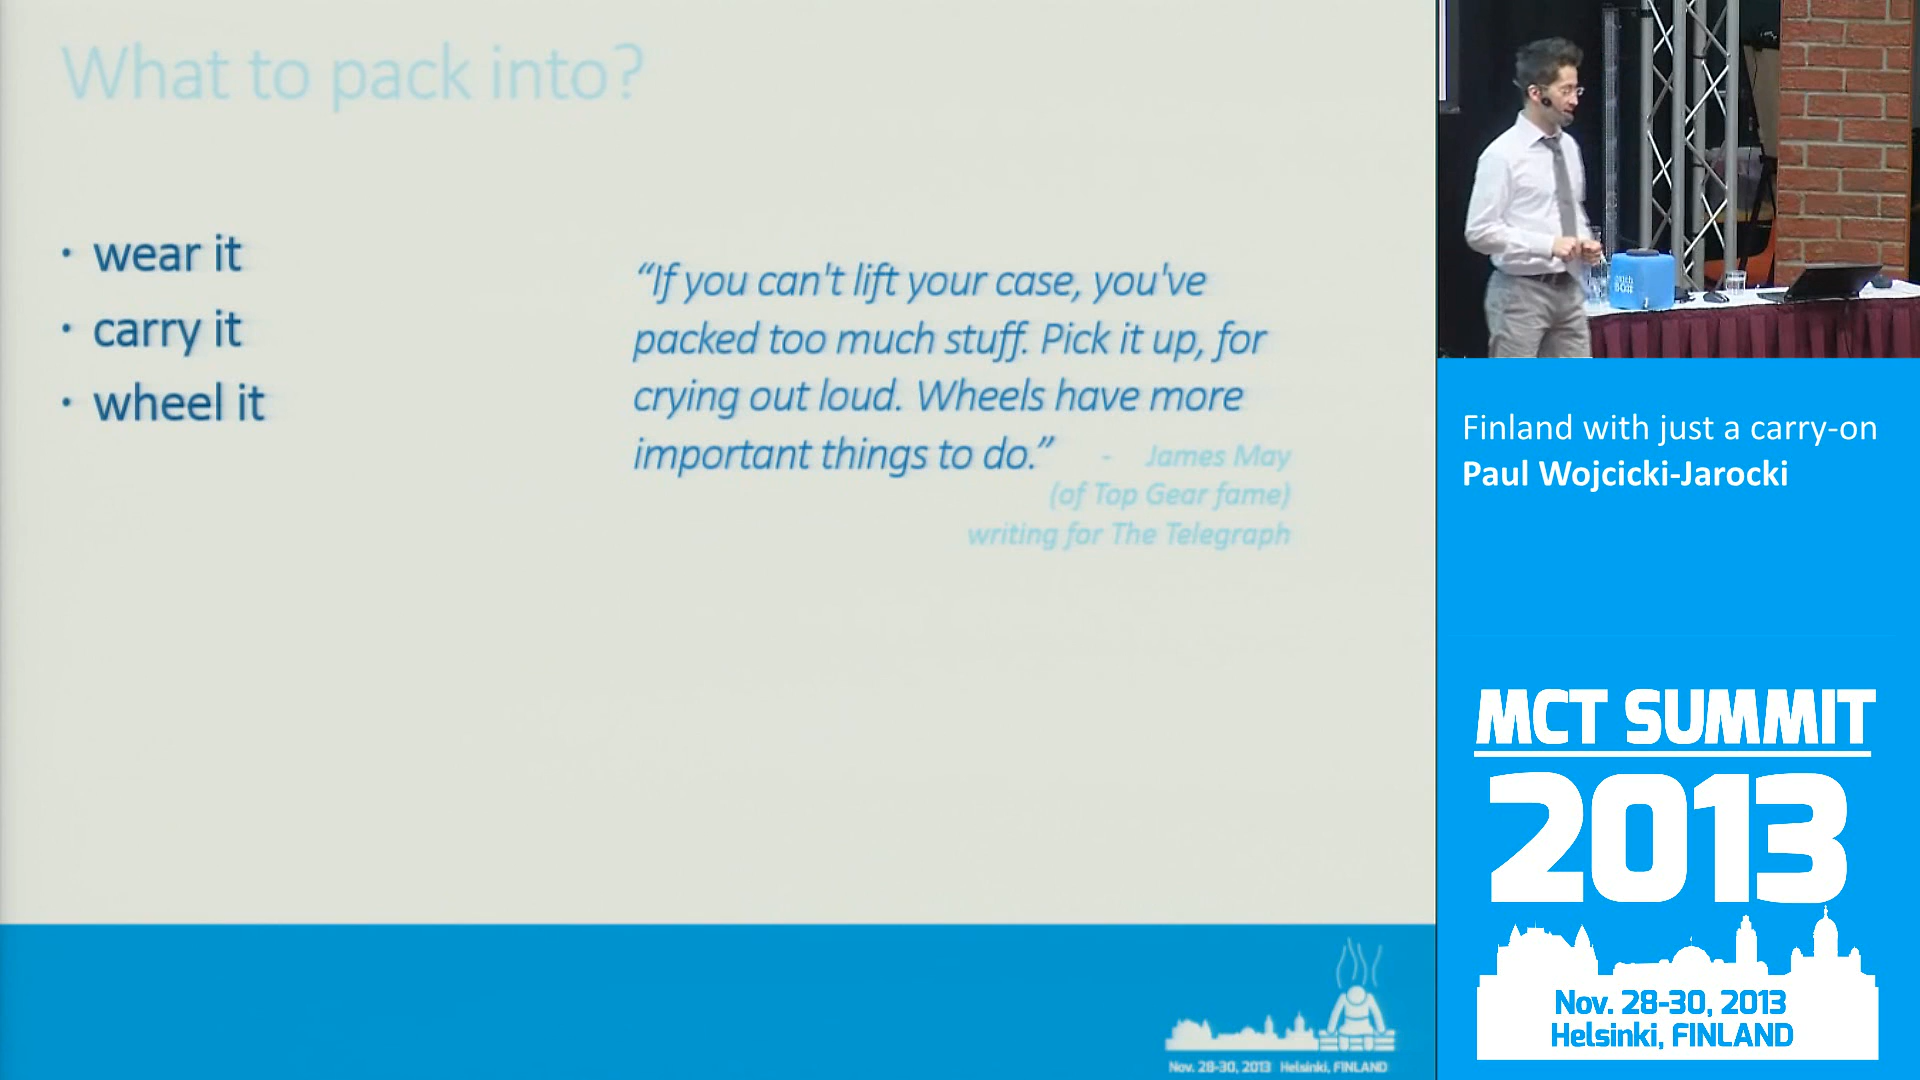 What to pack into?
· wear it
· carry it
· wheel it
“If you can't lift your case, you've
packed too much stuff. Pick it up, for
crying out loud. Wheels have more
important things to do.”
- James May
(of Top Gear fame)
writing for The Telegraph
Nov. 28-30, 2013 Helsinki, FINLAND
Finland with just a carry-on
Paul Wojcicki-Jarocki
MCT SUMMIT
2013
Nov. 28-30, 2013
Helsinki, FINLAND